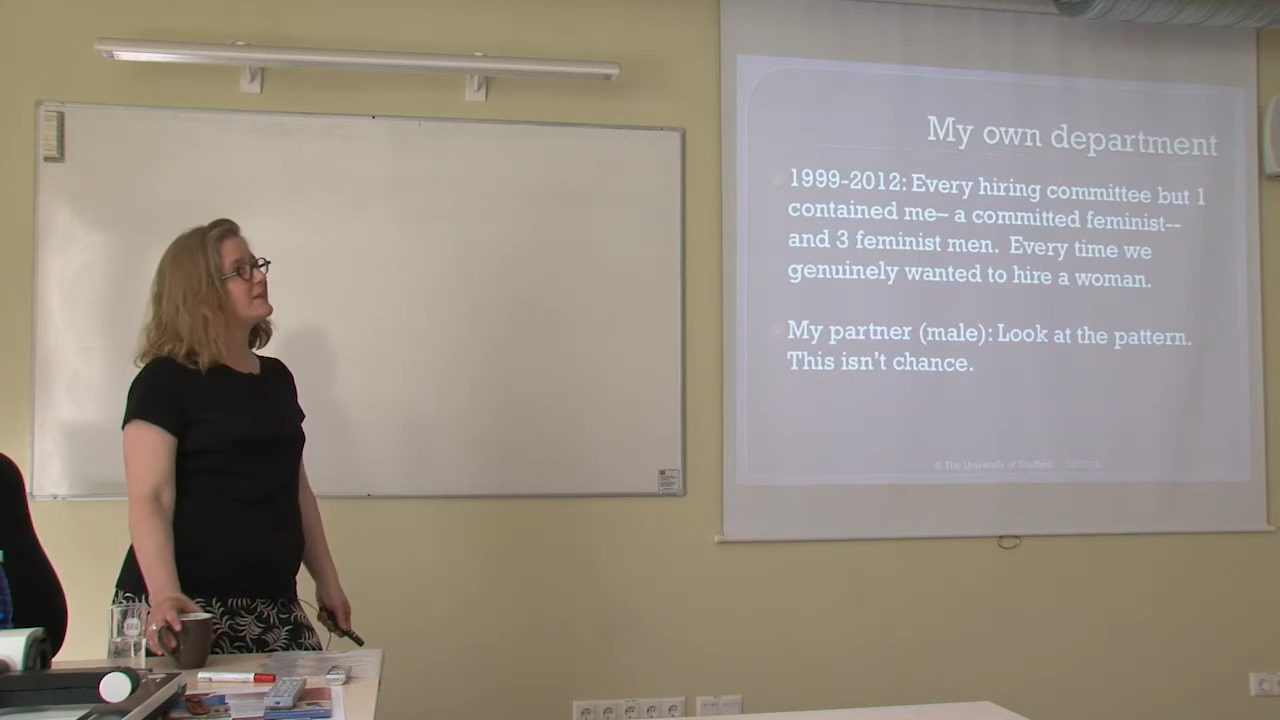 My own department
1999-2012: Every hiring committee but 1
contained me– a committed feminist--
and 3 feminist men. Every time we
genuinely wanted to hire a woman.
My partner (male): Look at the pattern.
This isn't chance.
© The University of Sheffield